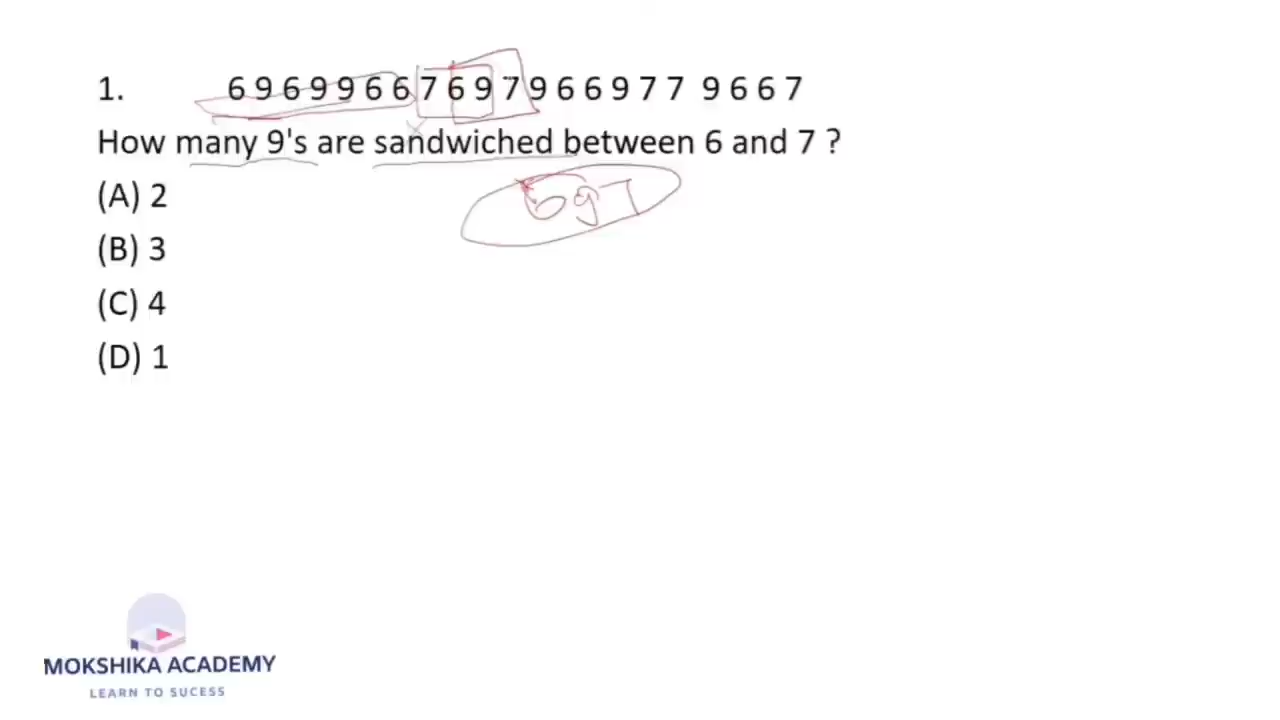 1. 6 9 6 9 9 6 6 7 6 9 7 9 6 6 9 7 7 9 6 6 7
How many 9's are sandwiched between 6 and 7 ?
697
(A) 2
(B) 3
(C) 4
(D) 1
MOKSHIKA ACADEMY
LEARN TO SUCESS